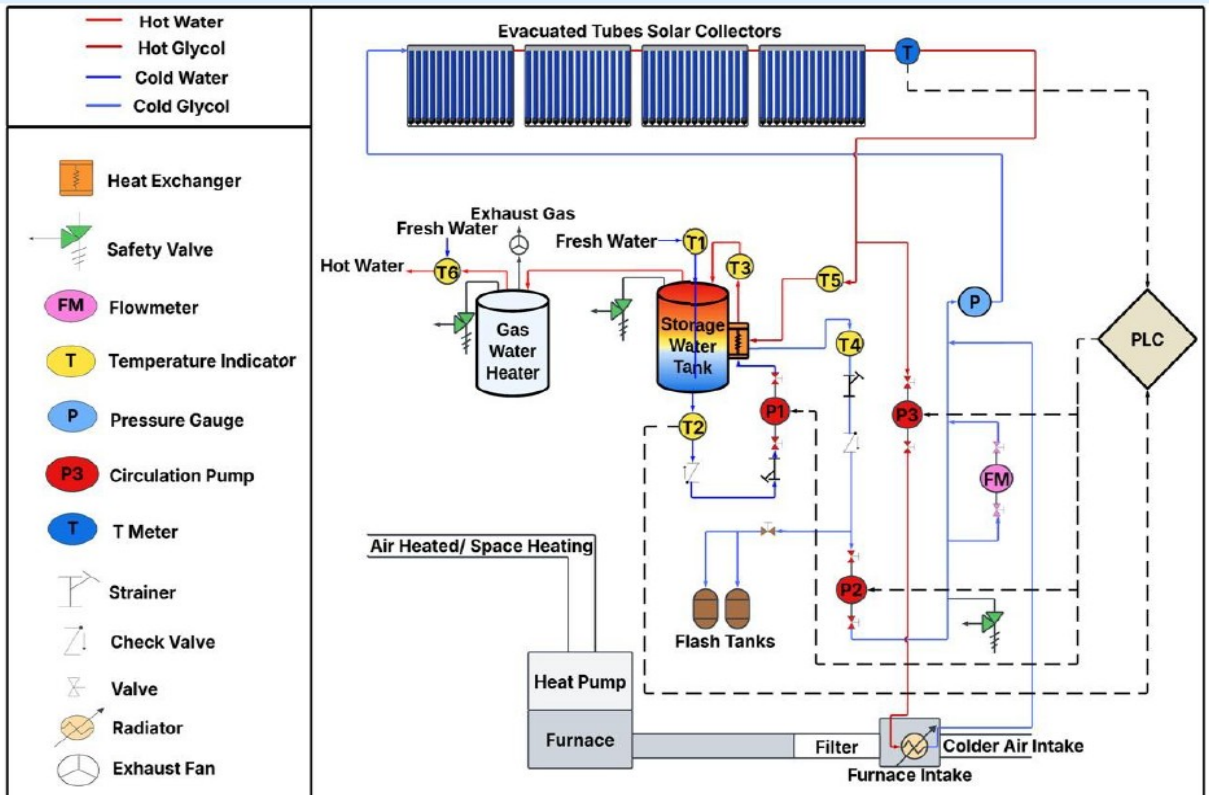 Hot Water
Hot Glycol
Cold Water
Cold Glycol
Heat Exchanger
Safety Valve
FM Flowmeter
T Temperature Indicator
P Pressure Gauge
P3 Circulation Pump
T T Meter
Strainer
Check Valve
Valve
Radiator
Exhaust Fan
Evacuated Tubes Solar Collectors
T
Exhaust Gas
Fresh Water
Fresh Water
T1
Hot Water
T6
T3
T5
P
Gas
Water
Heater
Storage
Water
Tank
T4
PLC
T2
P1
P3
FM
Air Heated/ Space Heating
P2
Flash Tanks
Heat Pump
Furnace
Filter
Colder Air Intake
Furnace Intake